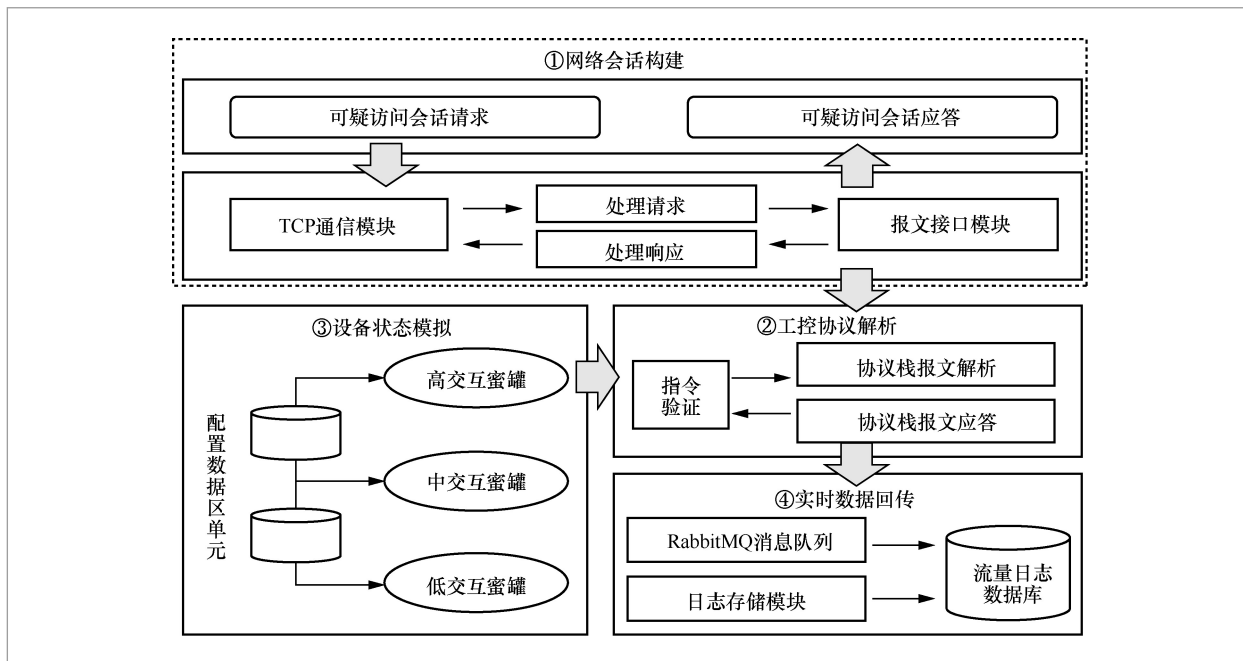 ①网络会话构建
可疑访问会话请求
可疑访问会话应答
TCP通信模块
处理请求
处理响应
报文接口模块
③设备状态模拟
配置数据区单元
高交互蜜罐
中交互蜜罐
低交互蜜罐
②工控协议解析
指令
验证
协议栈报文解析
协议栈报文应答
④实时数据回传
RabbitMQ消息队列
日志存储模块
流量日志
数据库